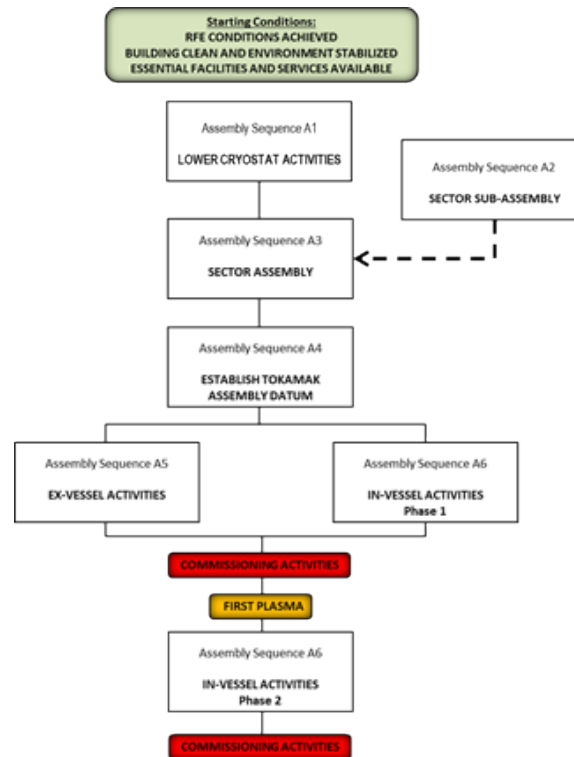 Starting Conditions:
RFE CONDITIONS ACHIEVED
BUILDING CLEAN AND ENVIRONMENT STABILIZED
ESSENTIAL FACILITIES AND SERVICES AVAILABLE
Assembly Sequence A1
LOWER CRYOSTAT ACTIVITIES
Assembly Sequence A2
SECTOR SUB-ASSEMBLY
Assembly Sequence A3
SECTOR ASSEMBLY
Assembly Sequence A4
ESTABLISH TOKAMAK
ASSEMBLY DATUM
Assembly Sequence A5
EX-VESSEL ACTIVITIES
Assembly Sequence A6
IN-VESSEL ACTIVITIES
Phase 1
COMMISSIONING ACTIVITIES
FIRST PLASMA
Assembly Sequence A6
IN-VESSEL ACTIVITIES
Phase 2
COMMISSIONING ACTIVITIES